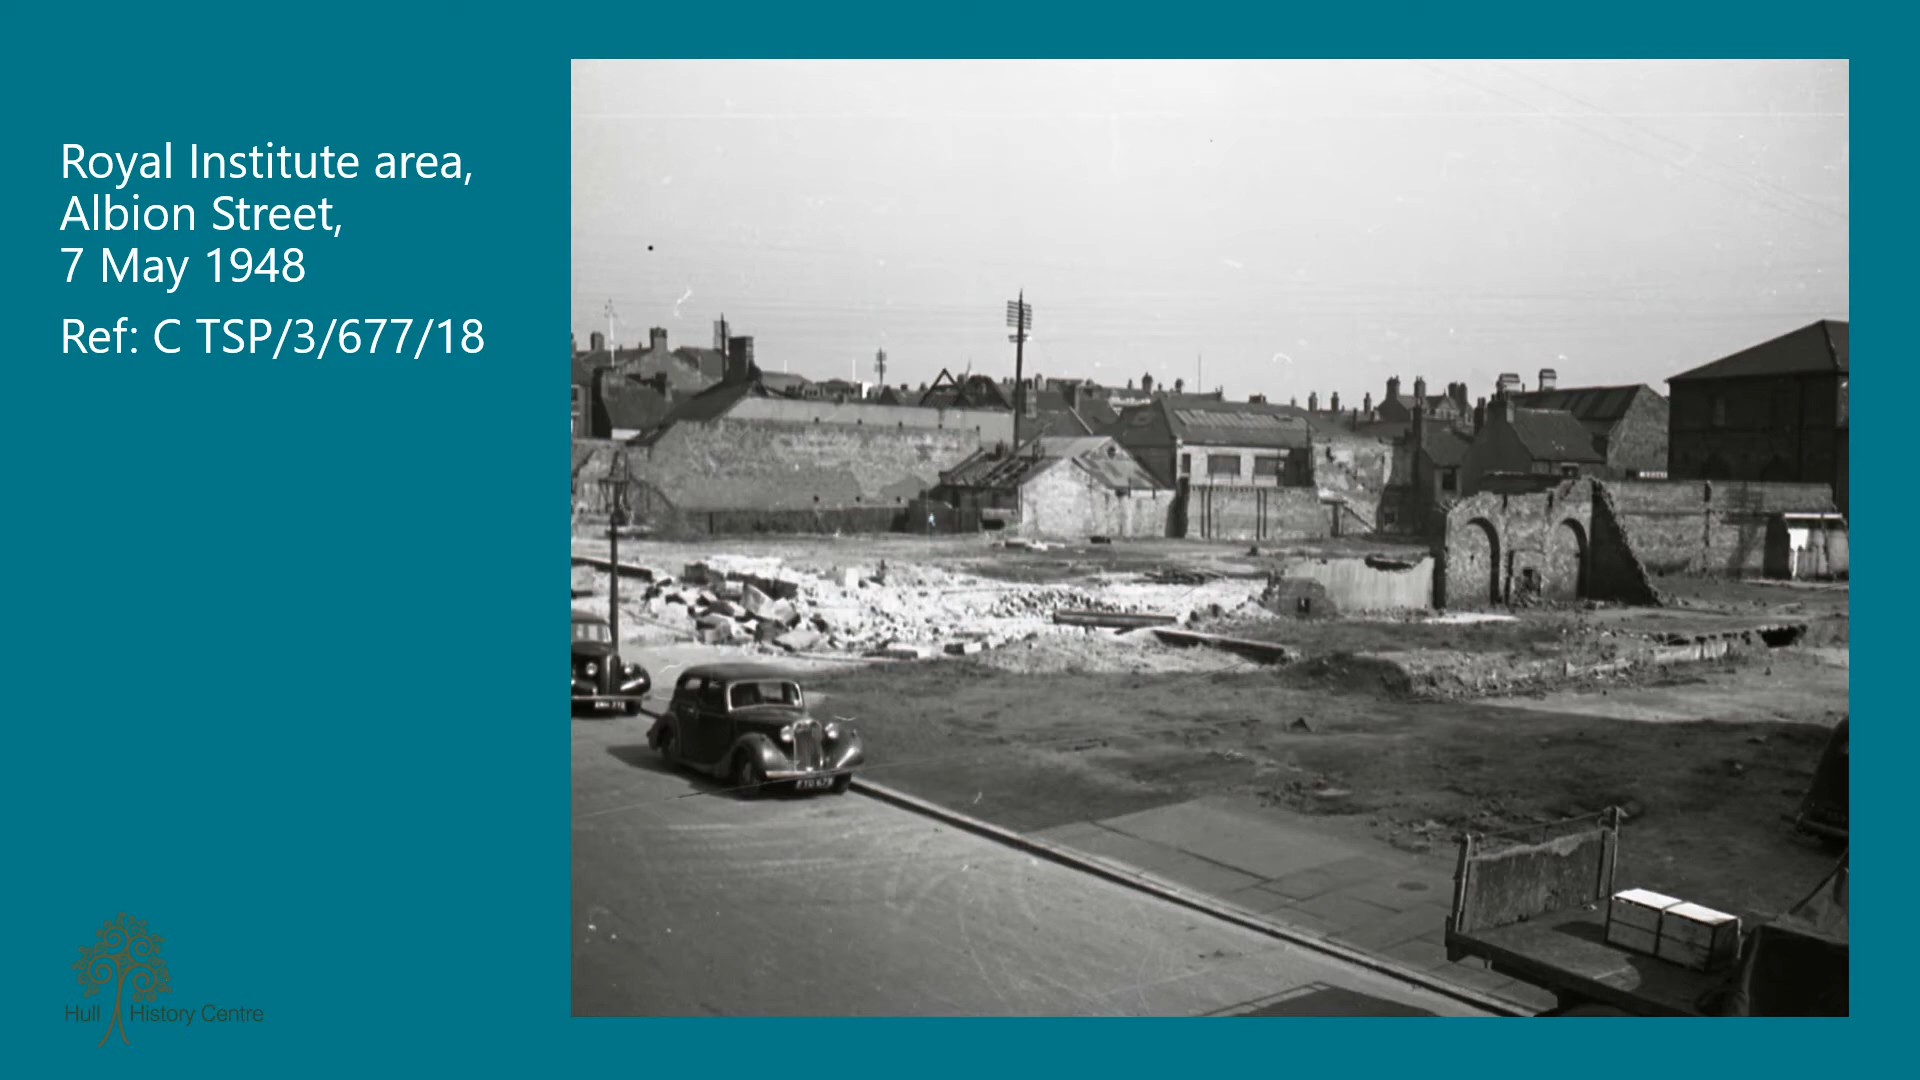 Royal Institute area,
Albion Street,
7 May 1948
Ref: C TSP/3/677/18
Hull History Centre